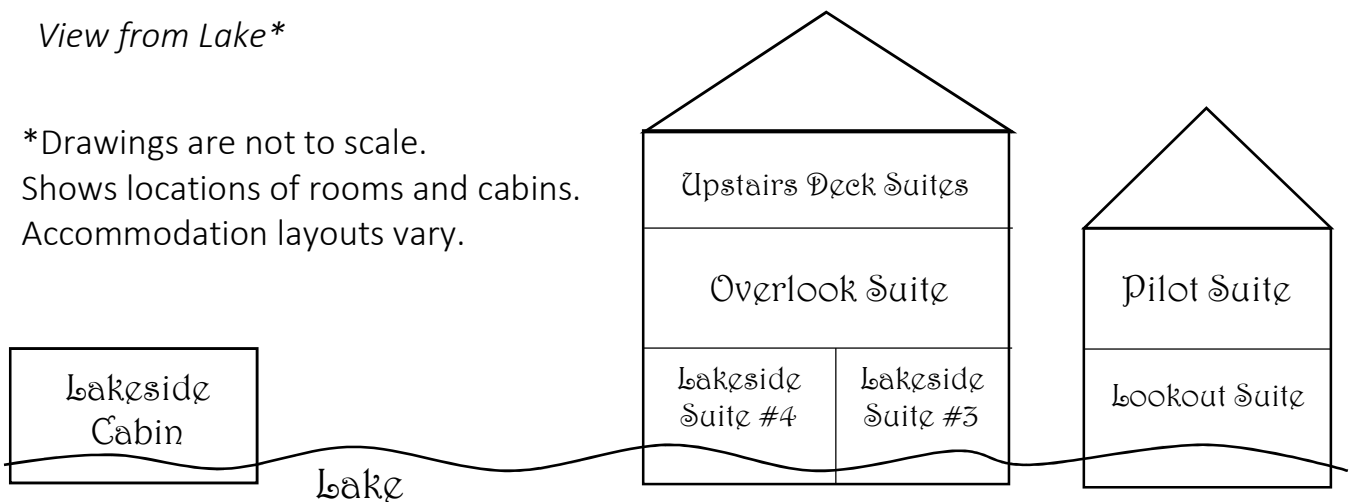 View from Lake*
*Drawings are not to scale.
Shows locations of rooms and cabins.
Accommodation layouts vary.
Upstairs Deck Suites
Overlook Suite
Pilot Suite
Lakeside
Cabin
Lakeside
Suite #4
Lakeside
Suite #3
Lookout Suite
Lake